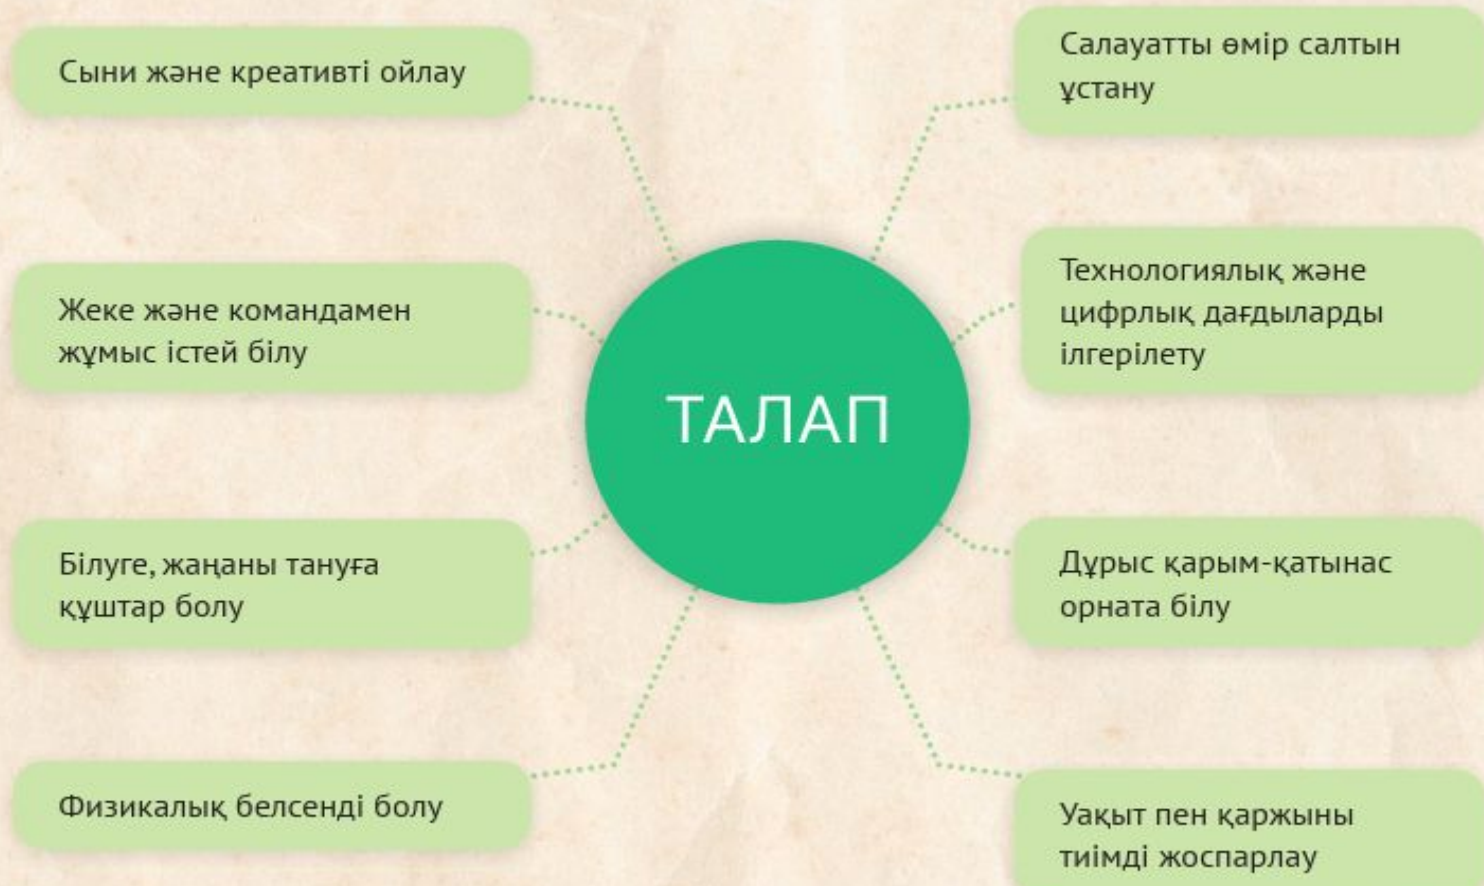 Сыни және креативті ойлау
Жеке және командамен
жұмыс істей білу
Білуге, жаңаны тануға
құштар болу
Физикалық белсенді болу
ТАЛАП
Салауатты өмір салтын
ұстану
Технологиялық және
цифрлық дағдыларды
ілгерілету
Дұрыс қарым-қатынас
орната білу
Уақыт пен қаржыны
тиімді жоспарлау